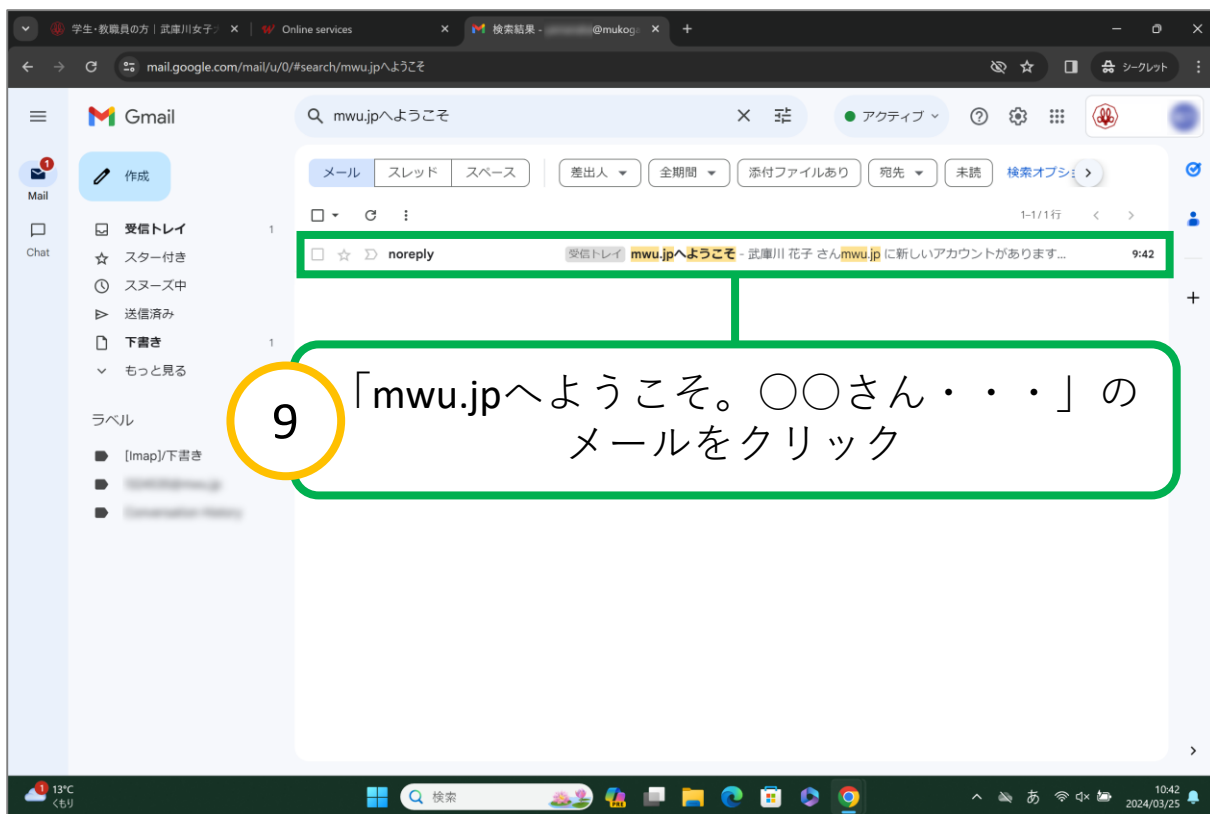 学生・教職員の方 | 武庫川女子
Online services
検索結果 -
@mukog
mail.google.com/mail/u/0/#search/mwu.jpへようこそ
シークレット
Gmail
mwu.jpへようこそ
アクティブ
1
Mail
Chat
作成
受信トレイ 1
スター付き
スヌーズ中
送信済み
下書き 1
もっと見る
ラベル
[Imap]/下書き
メール スレッド スペース 差出人 全期間 添付ファイルあり 宛先 未読 検索オプシ
1–1/1行
noreply 受信トレイ mwu.jpへようこそ - 武庫川 花子 さんmwu.jp に新しいアカウントがあります... 9:42
9
「mwu.jpへようこそ。○○さん・・・」の
メールをクリック
1
13°C
くもり
検索
PRE
あ
10:42
2024/03/25